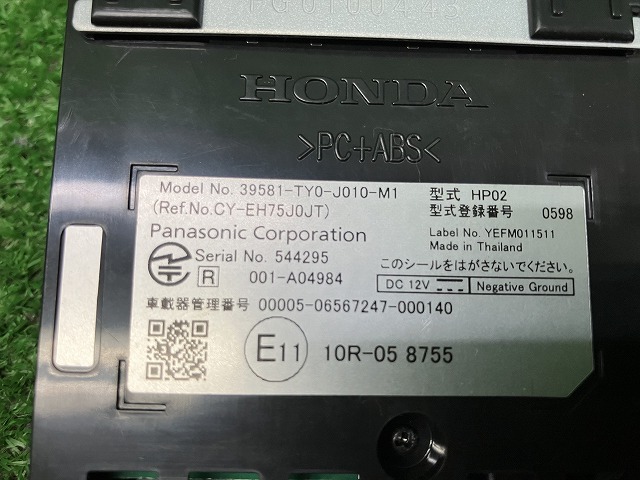 PG0100443
HONDA
>PC+ABS<
Model No. 39581-TY0-J010-M1 型式 HP02
(Ref.No.CY-EH75J0JT) 型式登録番号 0598
Panasonic Corporation Label No. YEFM011511
Made in Thailand
Serial No. 544295 このシールをはがさないでください。
R 001-A04984 DC 12V Negative Ground
車載器管理番号 00005-06567247-000140
E11 10R-05 8755